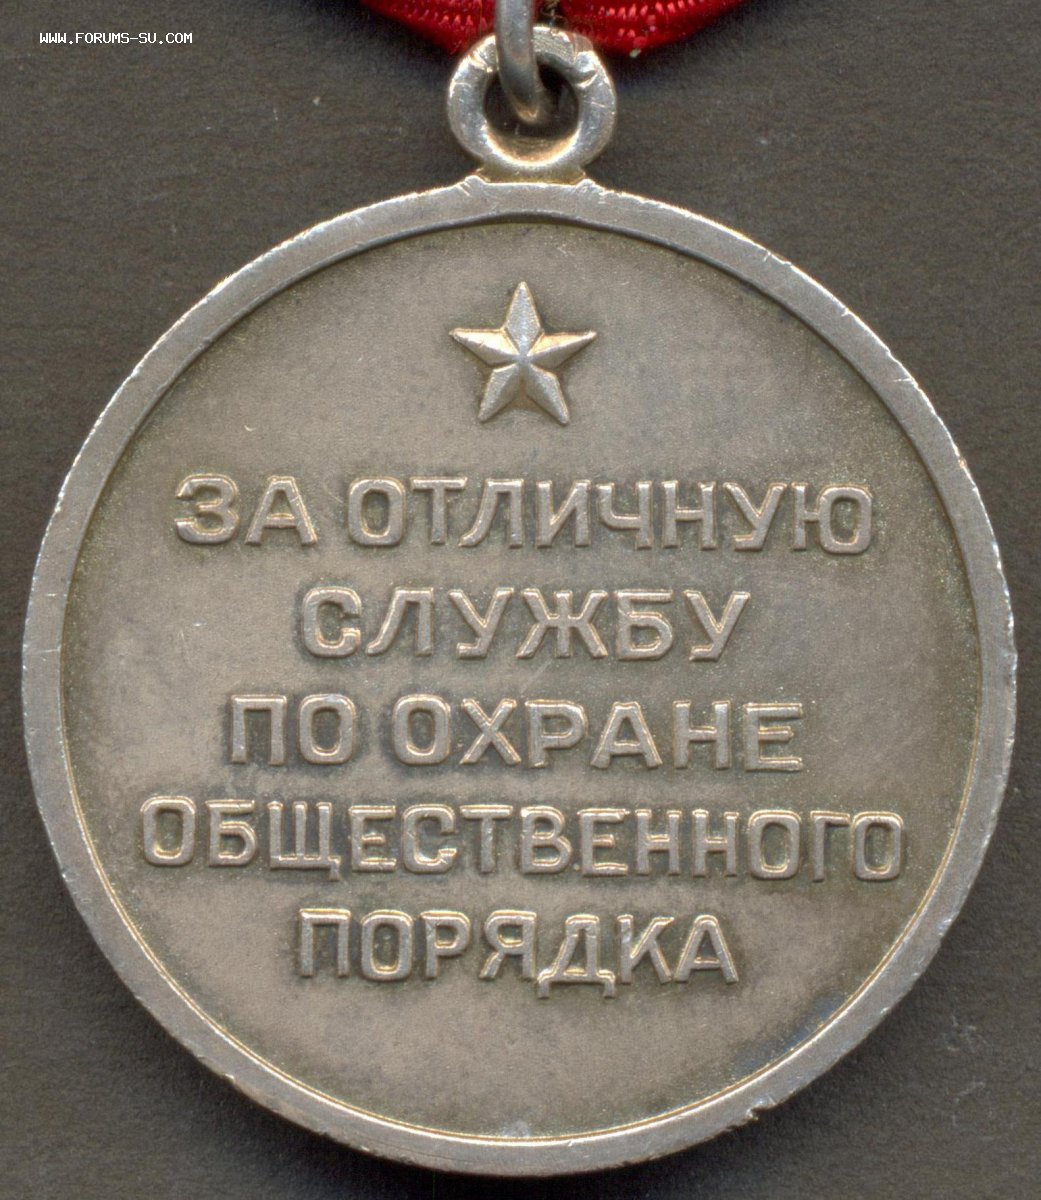 WWW.FORUMS-SU.COM
ЗА ОТЛИЧНУЮ
СЛУЖБУ
ПО ОХРАНЕ
ОБЩЕСТВЕННОГО
ПОРЯДКА